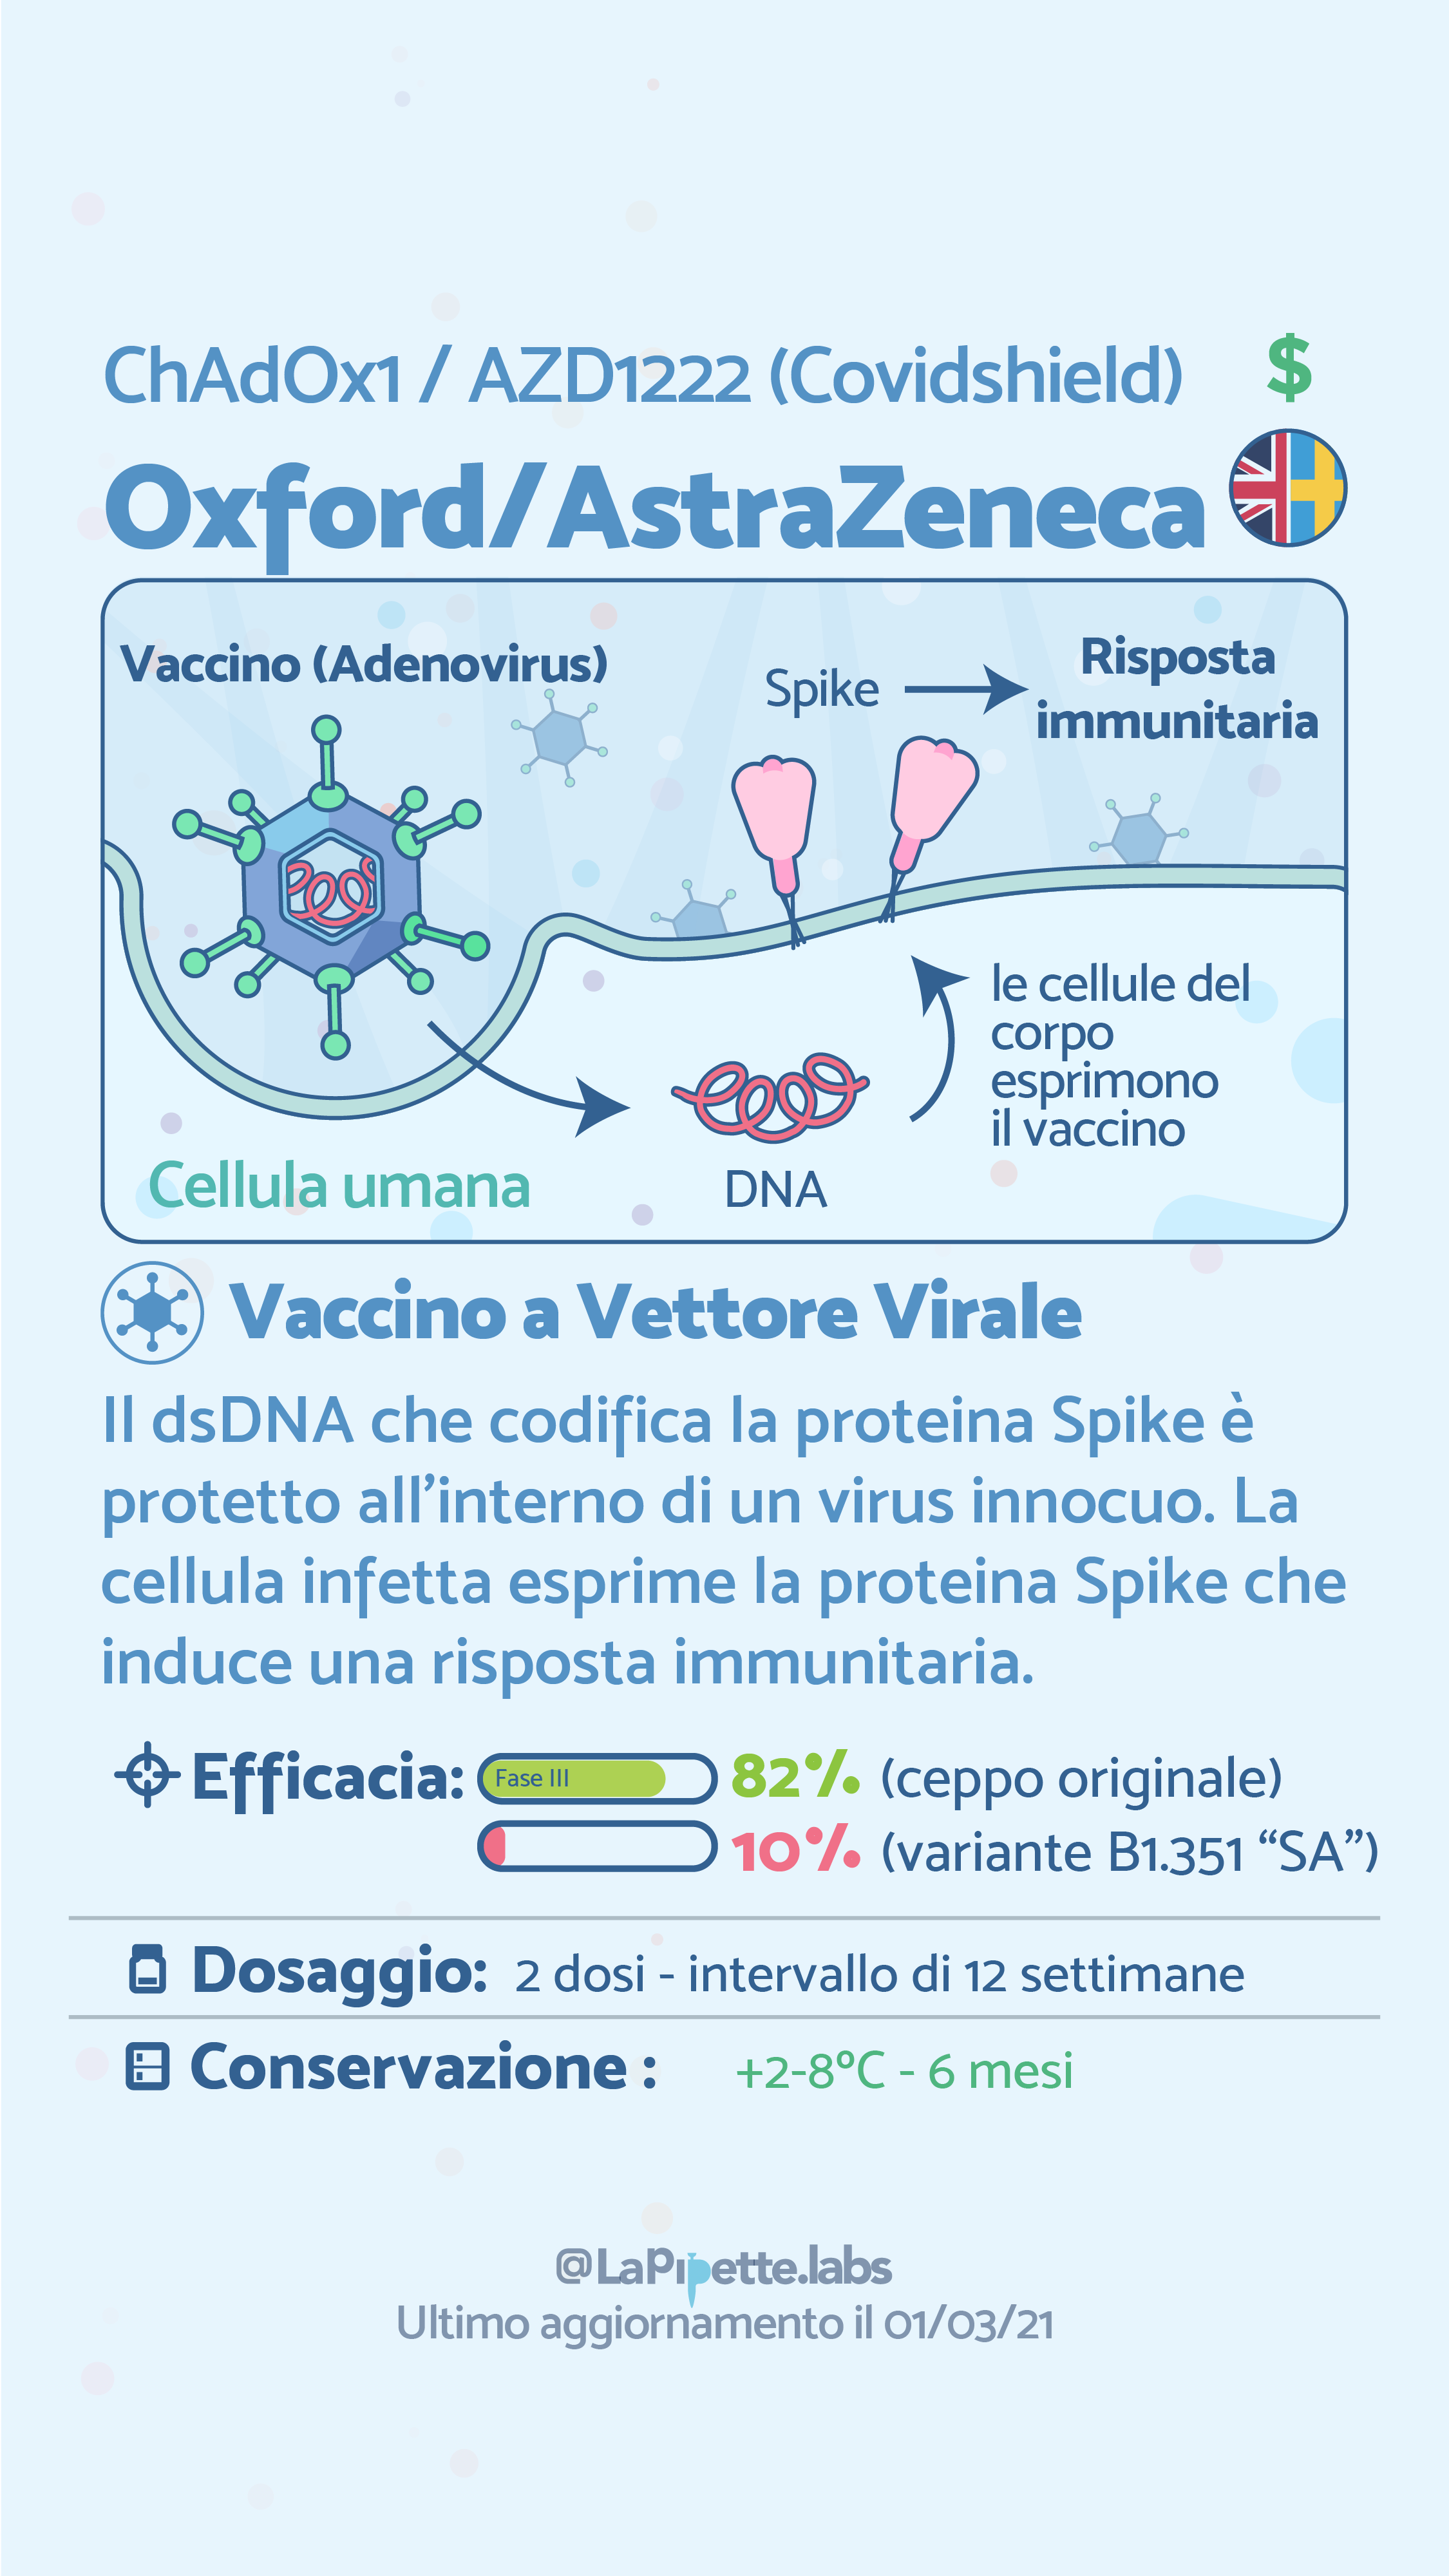 ChAdOx1 / AZD1222 (Covidshield) $
Oxford/AstraZeneca
Vaccino (Adenovirus)
Spike
Risposta
immunitaria
le cellule del
corpo
esprimono
il vaccino
DNA
Cellula umana
Vaccino a Vettore Virale
Il dsDNA che codifica la proteina Spike è
protetto all’interno di un virus innocuo. La
cellula infetta esprime la proteina Spike che
induce una risposta immunitaria.
Efficacia: Fase III 82% (ceppo originale)
10% (variante B1.351 “SA”)
Dosaggio: 2 dosi - intervallo di 12 settimane
Conservazione : +2-8°C - 6 mesi
@LaPipette.labs
Ultimo aggiornamento il 01/03/21